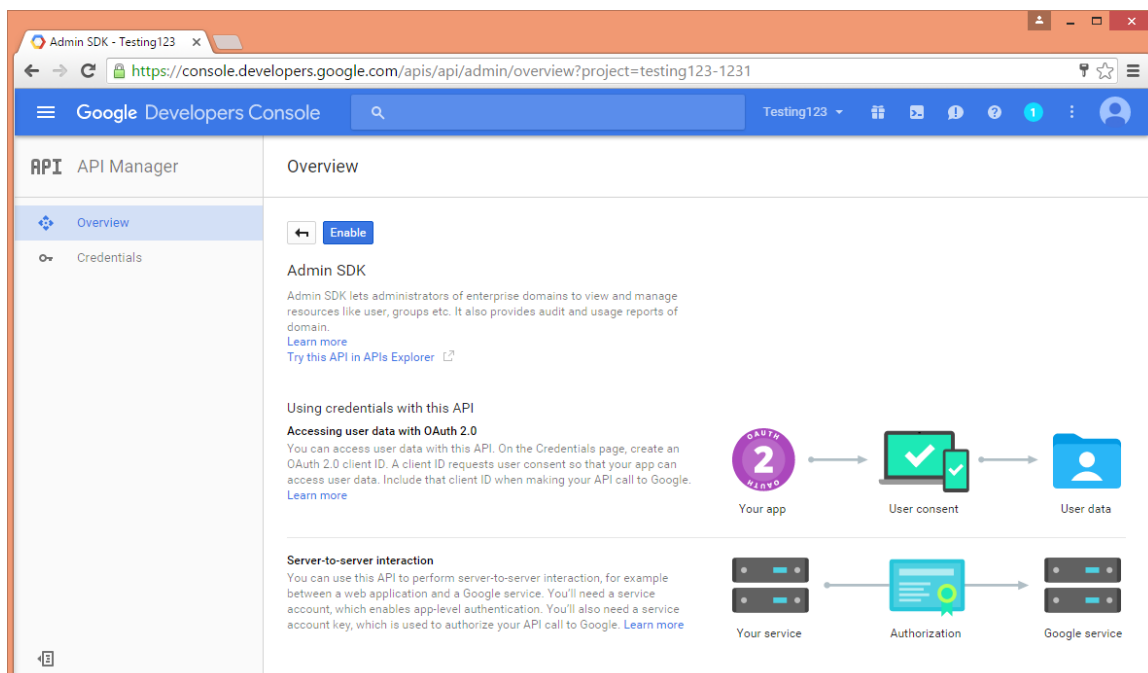 Admin SDK - Testing123
https://console.developers.google.com/apis/api/admin/overview?project=testing123-1231
Google Developers Console
Testing123
1
API API Manager
Overview
Overview
Credentials
Enable
Admin SDK
Admin SDK lets administrators of enterprise domains to view and manage
resources like user, groups etc. It also provides audit and usage reports of
domain.
Learn more
Try this API in APIs Explorer
Using credentials with this API
Accessing user data with OAuth 2.0
You can access user data with this API. On the Credentials page, create an
OAuth 2.0 client ID. A client ID requests user consent so that your app can
access user data. Include that client ID when making your API call to Google.
Learn more
OAUTH
2
OAUTH
Your app
User consent
User data
Server-to-server interaction
You can use this API to perform server-to-server interaction, for example
between a web application and a Google service. You'll need a service
account, which enables app-level authentication. You'll also need a service
account key, which is used to authorize your API call to Google. Learn more
Your service
Authorization
Google service